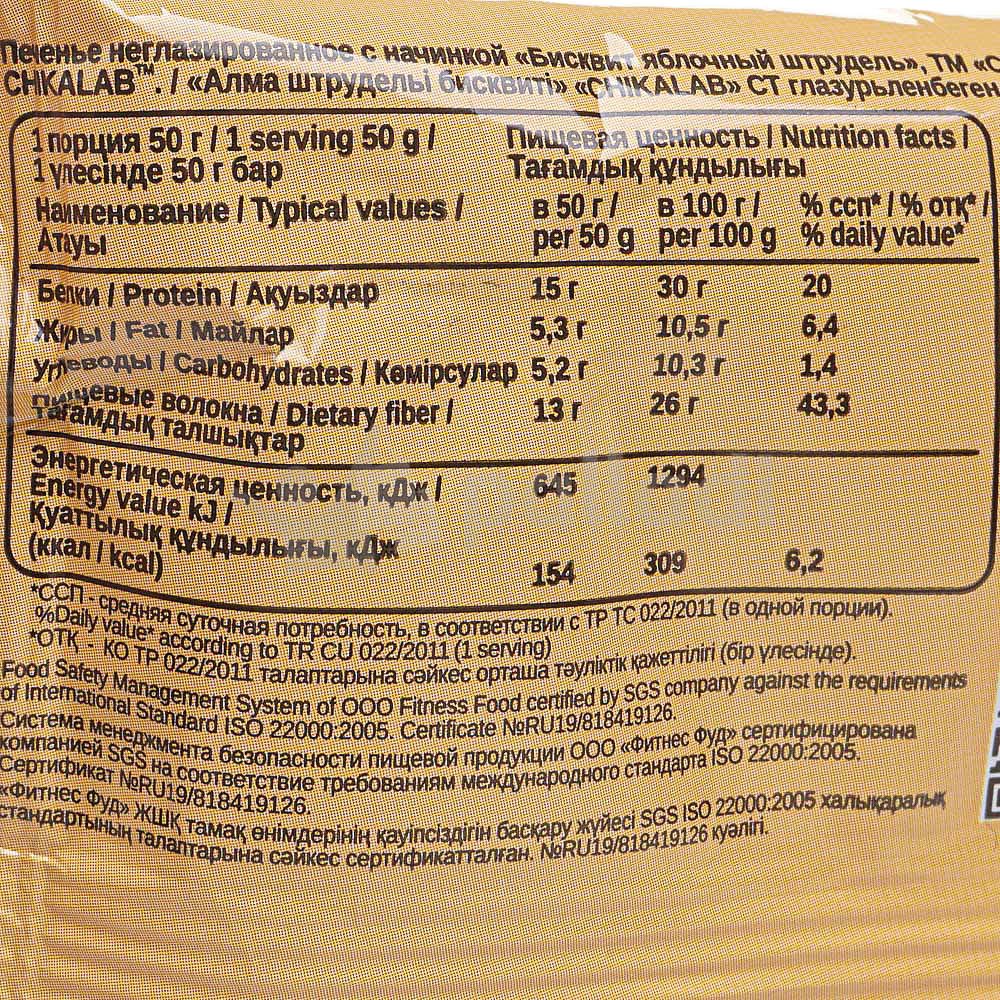 Печенье неглазированное с начинкой «Бисквит яблочный штрудель», ТМ «C
CHIKALAB™. / «Алма штрудельі бисквиті» «CHIKALAB» СТ глазурьленбеген
1 порция 50 г / 1 serving 50 g /
1 үлесінде 50 г бар
Пищевая ценность / Nutrition facts /
Тағамдық құндылығы
Наименование / Typical values /
Атауы
в 50 г / в 100 г / % ссп* / % отқ* /
per 50 g per 100 g % daily value*
Белки / Protein / Ақуыздар 15 г 30 г 20
Жиры / Fat / Майлар 5,3 г 10,5 г 6,4
Углеводы / Carbohydrates / Көмірсулар 5,2 г 10,3 г 1,4
Пищевые волокна / Dietary fiber / 13 г 26 г 43,3
Тағамдық талшықтар
Энергетическая ценность, кДж / 645 1294
Energy value kJ /
Қуаттылық құндылығы, кДж
(ккал / kcal) 154 309 6,2
*ССП - средняя суточная потребность, в соответствии с ТР ТС 022/2011 (в одной порции).
%Daily value* according to TR CU 022/2011 (1 serving)
*ОТҚ - КО ТР 022/2011 талаптарына сәйкес орташа тәуліктік қажеттілігі (бір үлесінде).
Food Safety Management System of OOO Fitness Food certified by SGS company against the requirements
of International Standard ISO 22000:2005. Certificate №RU19/818419126.
Система менеджмента безопасности пищевой продукции ООО «Фитнес Фуд» сертифицирована
компанией SGS на соответствие требованиям международного стандарта ISO 22000:2005.
Сертификат №RU19/818419126.
«Фитнес Фуд» ЖШҚ тамақ өнімдерінің қауіпсіздігін басқару жүйесі SGS ISO 22000:2005 халықаралық
стандартының талаптарына сәйкес сертификатталған. №RU19/818419126 куәлігі.